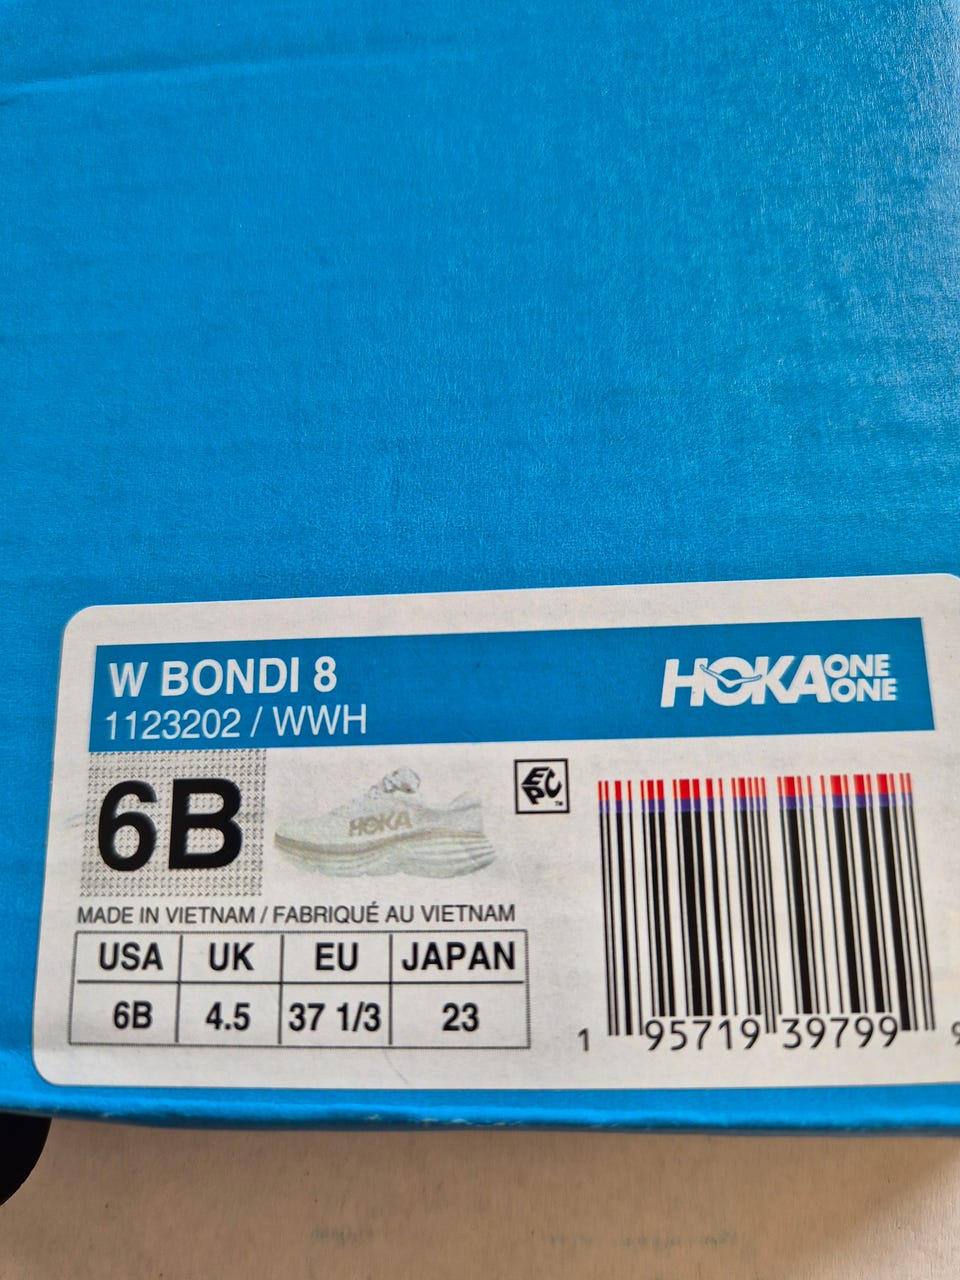 W BONDI 8
1123202 / WWH
HOKA ONE ONE
6B
HOKA
EPC™
MADE IN VIETNAM / FABRIQUÉ AU VIETNAM
USA UK EU JAPAN
6B 4.5 37 1/3 23
1 95719 39799